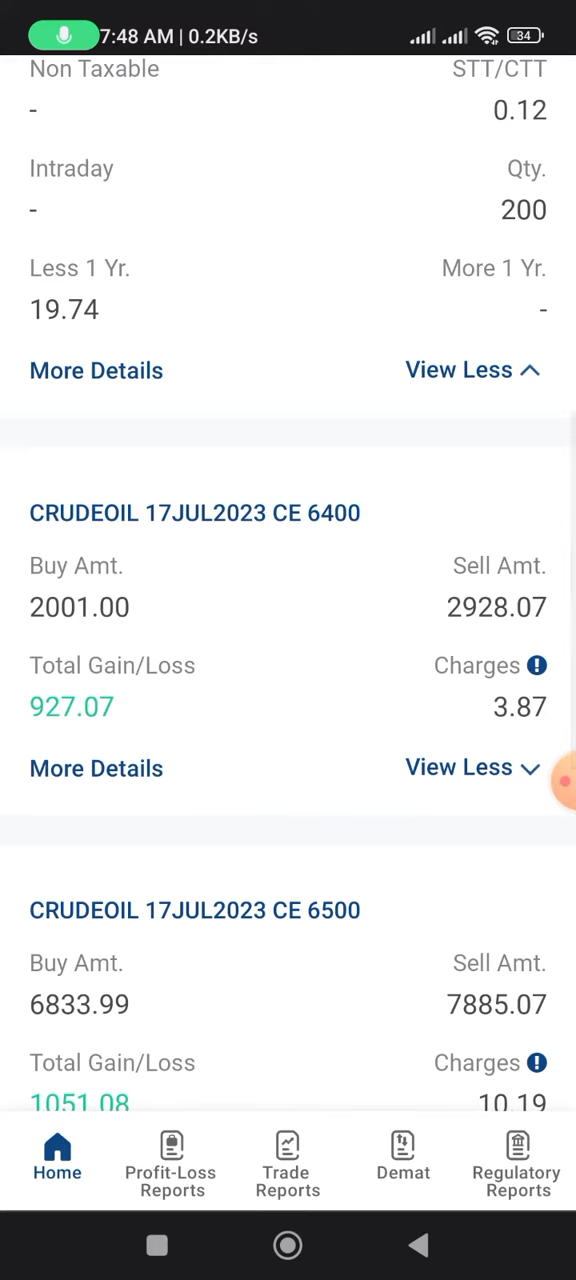 7:48 AM | 0.2KB/s 34
Non Taxable STT/CTT
- 0.12
Intraday Qty.
- 200
Less 1 Yr. More 1 Yr.
19.74 -
More Details View Less
CRUDEOIL 17JUL2023 CE 6400
Buy Amt. Sell Amt.
2001.00 2928.07
Total Gain/Loss Charges
927.07 3.87
More Details View Less
CRUDEOIL 17JUL2023 CE 6500
Buy Amt. Sell Amt.
6833.99 7885.07
Total Gain/Loss Charges
1051.08 10.19
Home Profit-Loss Reports Trade Reports Demat Regulatory Reports